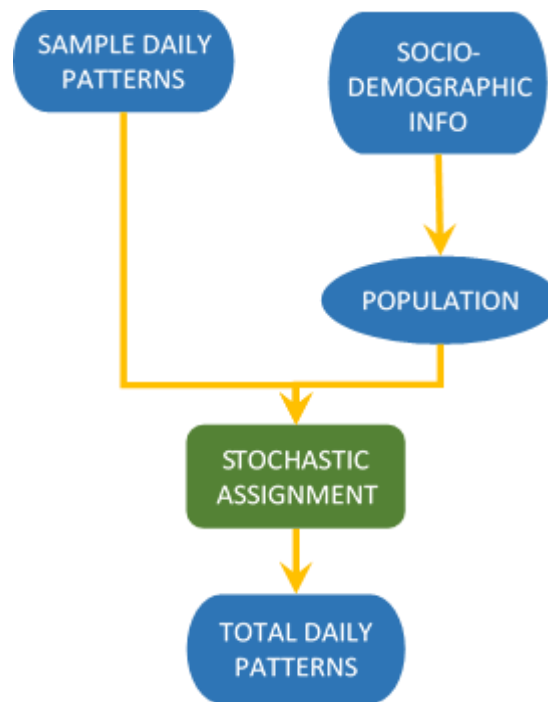 SAMPLE DAILY
PATTERNS
SOCIO-
DEMOGRAPHIC
INFO
POPULATION
STOCHASTIC
ASSIGNMENT
TOTAL DAILY
PATTERNS